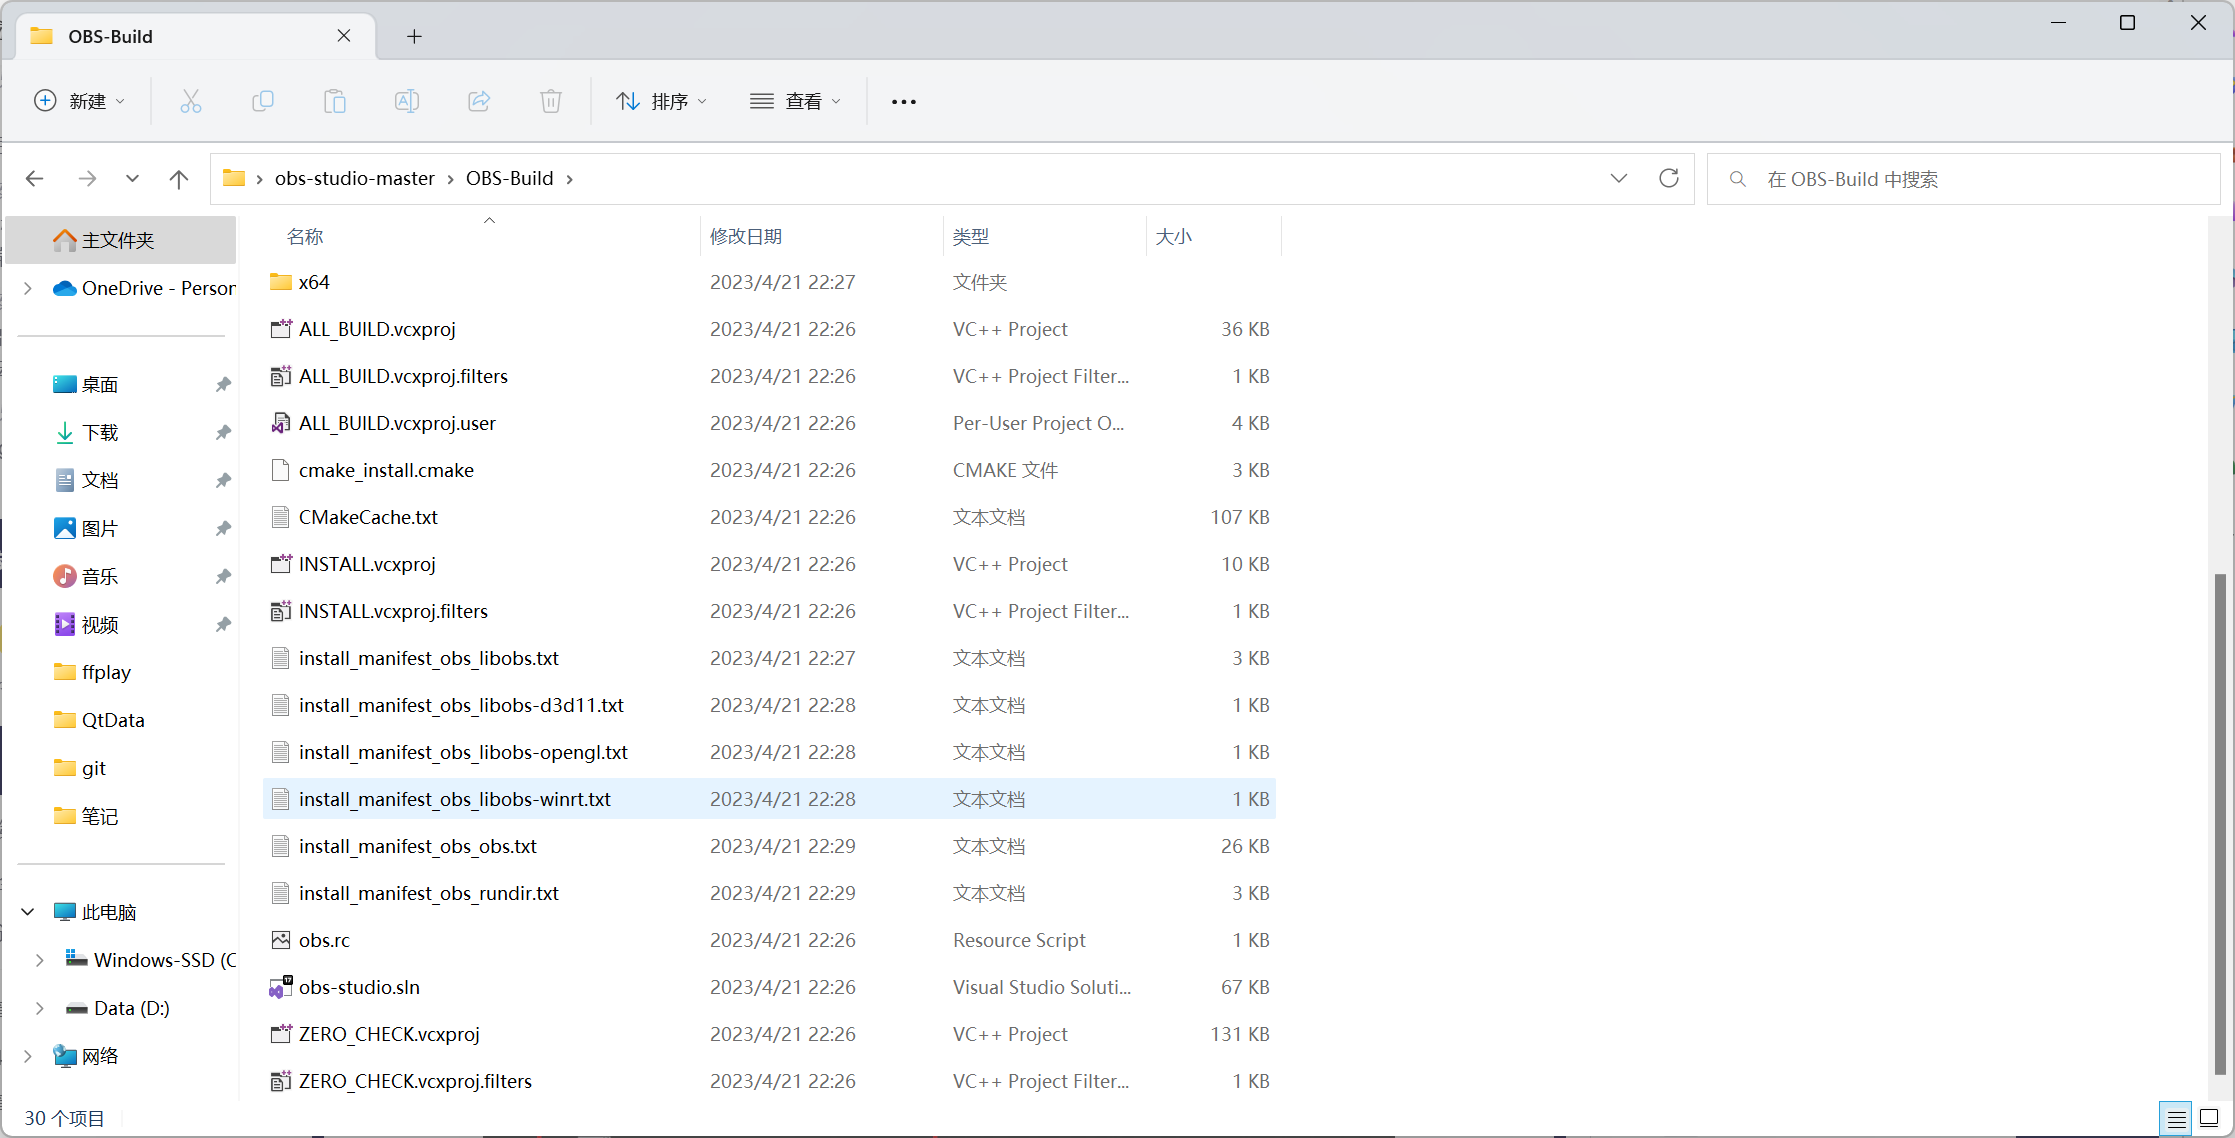 OBS-Build
新建 排序 查看
obs-studio-master OBS-Build
在 OBS-Build 中搜索
主文件夹
OneDrive - Person
桌面
下载
文档
图片
音乐
视频
ffplay
QtData
git
笔记
此电脑
Windows-SSD (C
Data (D:)
网络
名称 修改日期 类型 大小
x64 2023/4/21 22:27 文件夹
ALL_BUILD.vcxproj 2023/4/21 22:26 VC++ Project 36 KB
ALL_BUILD.vcxproj.filters 2023/4/21 22:26 VC++ Project Filter... 1 KB
ALL_BUILD.vcxproj.user 2023/4/21 22:26 Per-User Project O... 4 KB
cmake_install.cmake 2023/4/21 22:26 CMAKE 文件 3 KB
CMakeCache.txt 2023/4/21 22:26 文本文档 107 KB
INSTALL.vcxproj 2023/4/21 22:26 VC++ Project 10 KB
INSTALL.vcxproj.filters 2023/4/21 22:26 VC++ Project Filter... 1 KB
install_manifest_obs_libobs.txt 2023/4/21 22:27 文本文档 3 KB
install_manifest_obs_libobs-d3d11.txt 2023/4/21 22:28 文本文档 1 KB
install_manifest_obs_libobs-opengl.txt 2023/4/21 22:28 文本文档 1 KB
install_manifest_obs_libobs-winrt.txt 2023/4/21 22:28 文本文档 1 KB
install_manifest_obs_obs.txt 2023/4/21 22:29 文本文档 26 KB
install_manifest_obs_rundir.txt 2023/4/21 22:29 文本文档 3 KB
obs.rc 2023/4/21 22:26 Resource Script 1 KB
obs-studio.sln 2023/4/21 22:26 Visual Studio Soluti... 67 KB
ZERO_CHECK.vcxproj 2023/4/21 22:26 VC++ Project 131 KB
ZERO_CHECK.vcxproj.filters 2023/4/21 22:26 VC++ Project Filter... 1 KB
30 个项目